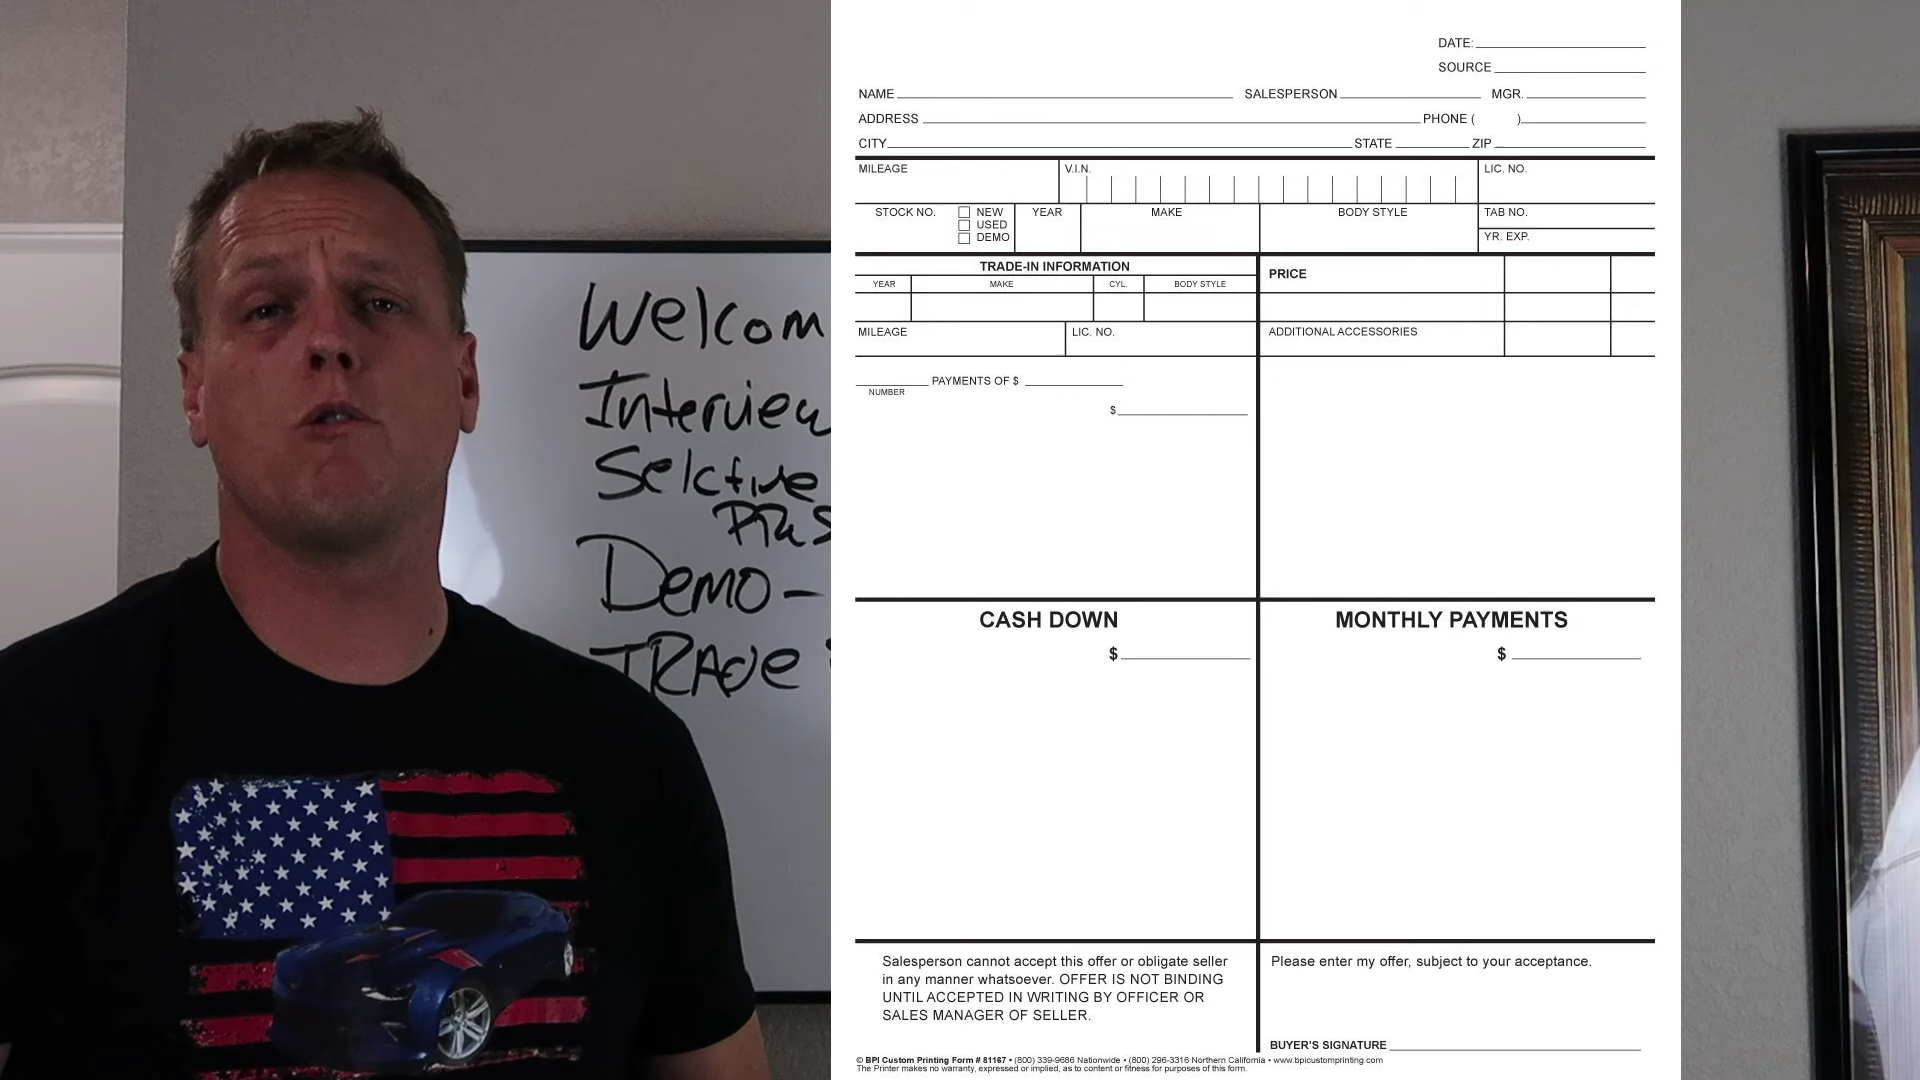 Welcom
Interview
Selctive
Demo -
TRADe
DATE:
SOURCE
NAME SALESPERSON MGR.
ADDRESS PHONE ( )
CITY STATE ZIP
MILEAGE V.I.N. LIC. NO.
STOCK NO. NEW YEAR MAKE BODY STYLE TAB NO.
USED
DEMO YR. EXP.
TRADE-IN INFORMATION PRICE
YEAR MAKE CYL. BODY STYLE
MILEAGE LIC. NO. ADDITIONAL ACCESSORIES
PAYMENTS OF $
NUMBER
$
CASH DOWN MONTHLY PAYMENTS
$ $
Salesperson cannot accept this offer or obligate seller
in any manner whatsoever. OFFER IS NOT BINDING
UNTIL ACCEPTED IN WRITING BY OFFICER OR
SALES MANAGER OF SELLER.
Please enter my offer, subject to your acceptance.
BUYER'S SIGNATURE
© BPI Custom Printing Form # 81167 • (800) 339-9686 Nationwide • (800) 296-3316 Northern California • www.bpicustomprinting.com
The Printer makes no warranty, expressed or implied, as to content or fitness for purposes of this form.